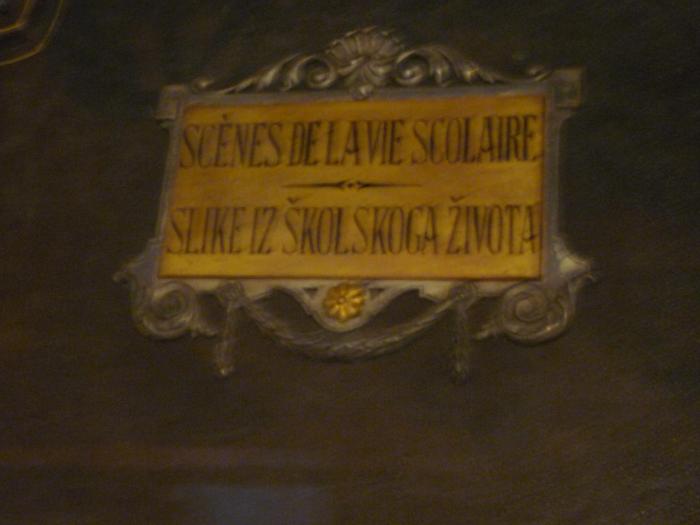 SCÈNES DE LA VIE SCOLAIRE
SLIKE IZ ŠKOLSKOGA ŽIVOTA